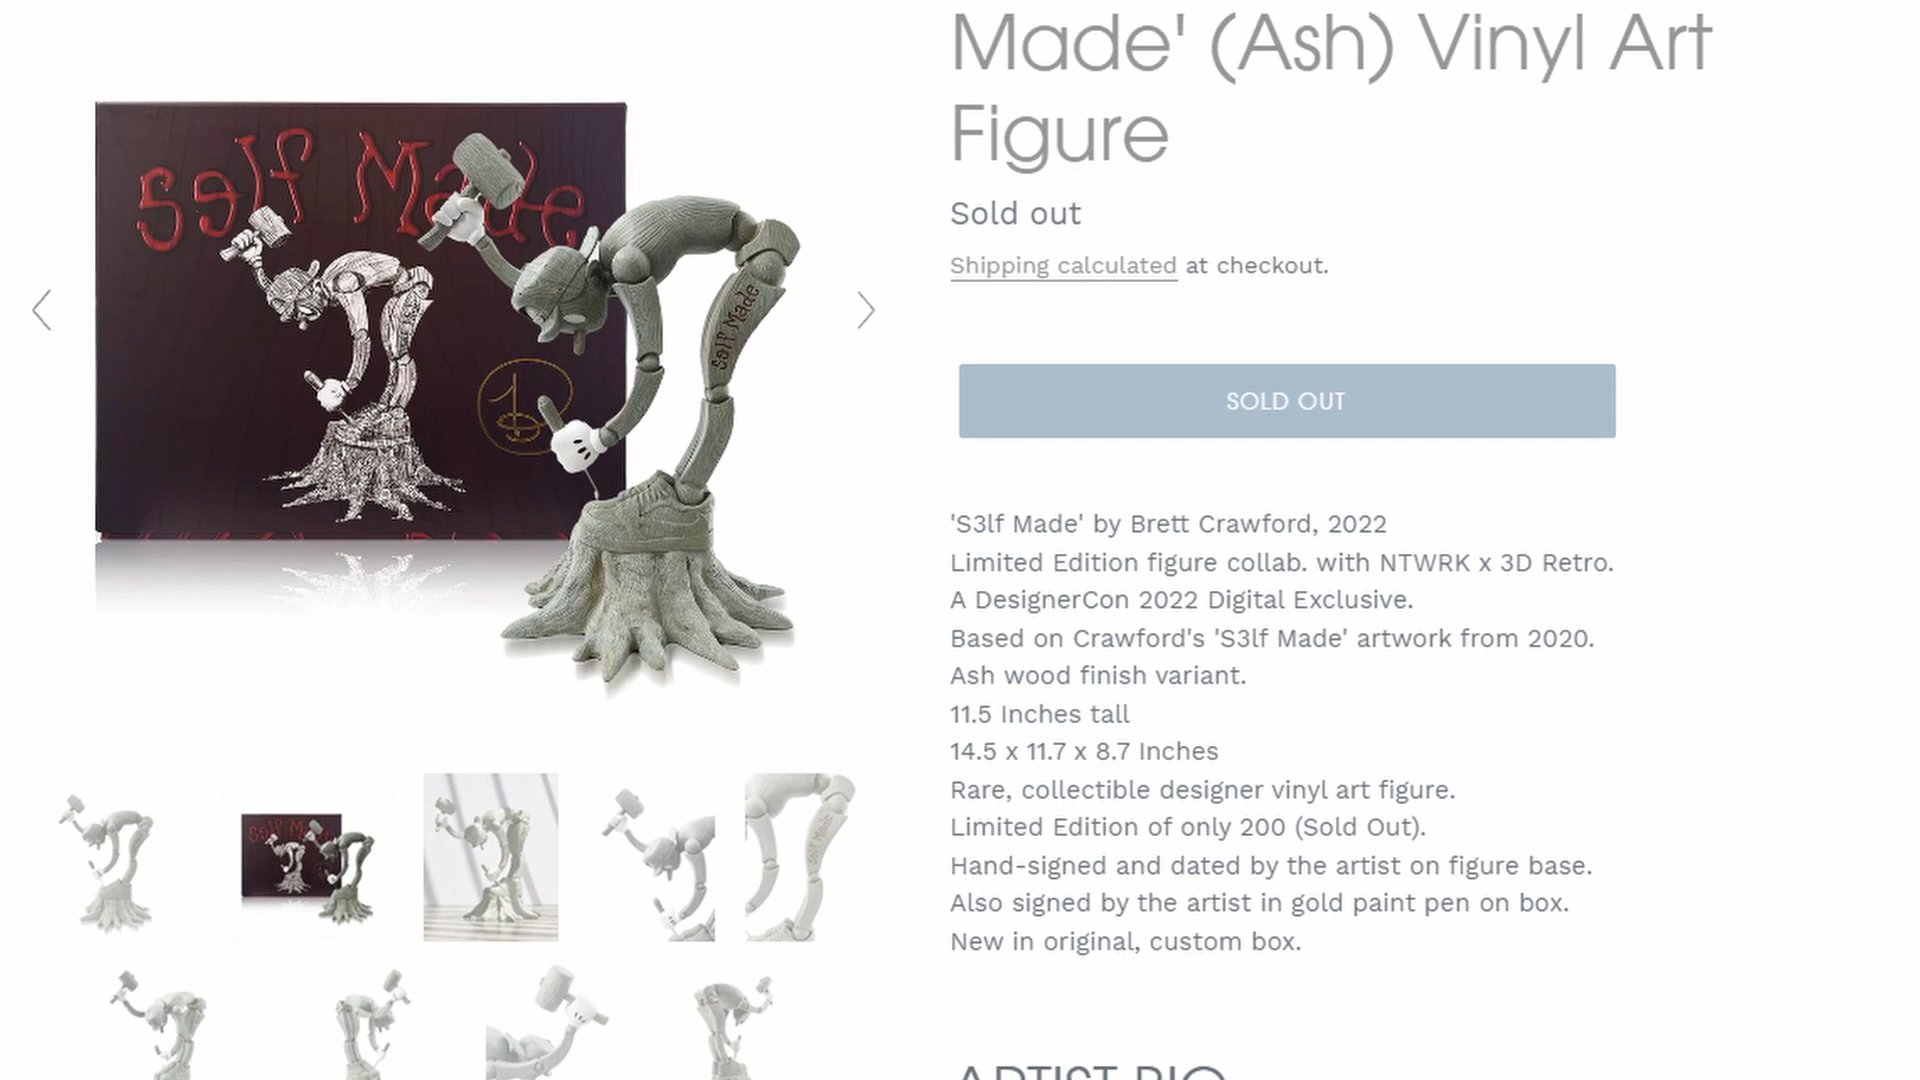 Made' (Ash) Vinyl Art
Figure
Sold out
Shipping calculated at checkout.
SOLD OUT
'S3lf Made' by Brett Crawford, 2022
Limited Edition figure collab. with NTWRK x 3D Retro.
A DesignerCon 2022 Digital Exclusive.
Based on Crawford's 'S3lf Made' artwork from 2020.
Ash wood finish variant.
11.5 Inches tall
14.5 x 11.7 x 8.7 Inches
Rare, collectible designer vinyl art figure.
Limited Edition of only 200 (Sold Out).
Hand-signed and dated by the artist on figure base.
Also signed by the artist in gold paint pen on box.
New in original, custom box.
ARTIST BIO
Sɘlf Made
Sɘlf Made